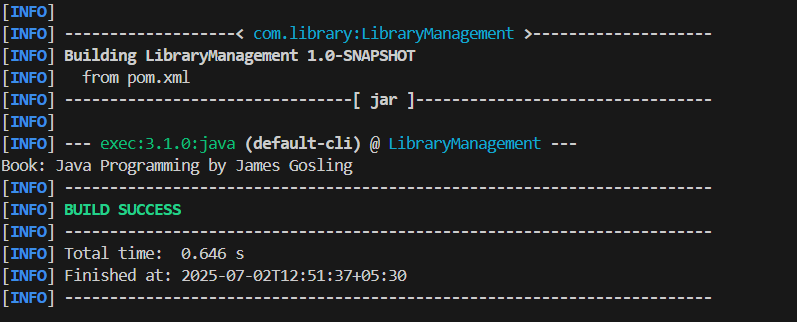 [INFO]
[INFO] -------------------< com.library:LibraryManagement >--------------------
[INFO] Building LibraryManagement 1.0-SNAPSHOT
[INFO]   from pom.xml
[INFO] --------------------------------[ jar ]---------------------------------
[INFO]
[INFO] --- exec:3.1.0:java (default-cli) @ LibraryManagement ---
Book: Java Programming by James Gosling
[INFO] ------------------------------------------------------------------------
[INFO] BUILD SUCCESS
[INFO] ------------------------------------------------------------------------
[INFO] Total time:  0.646 s
[INFO] Finished at: 2025-07-02T12:51:37+05:30
[INFO] ------------------------------------------------------------------------